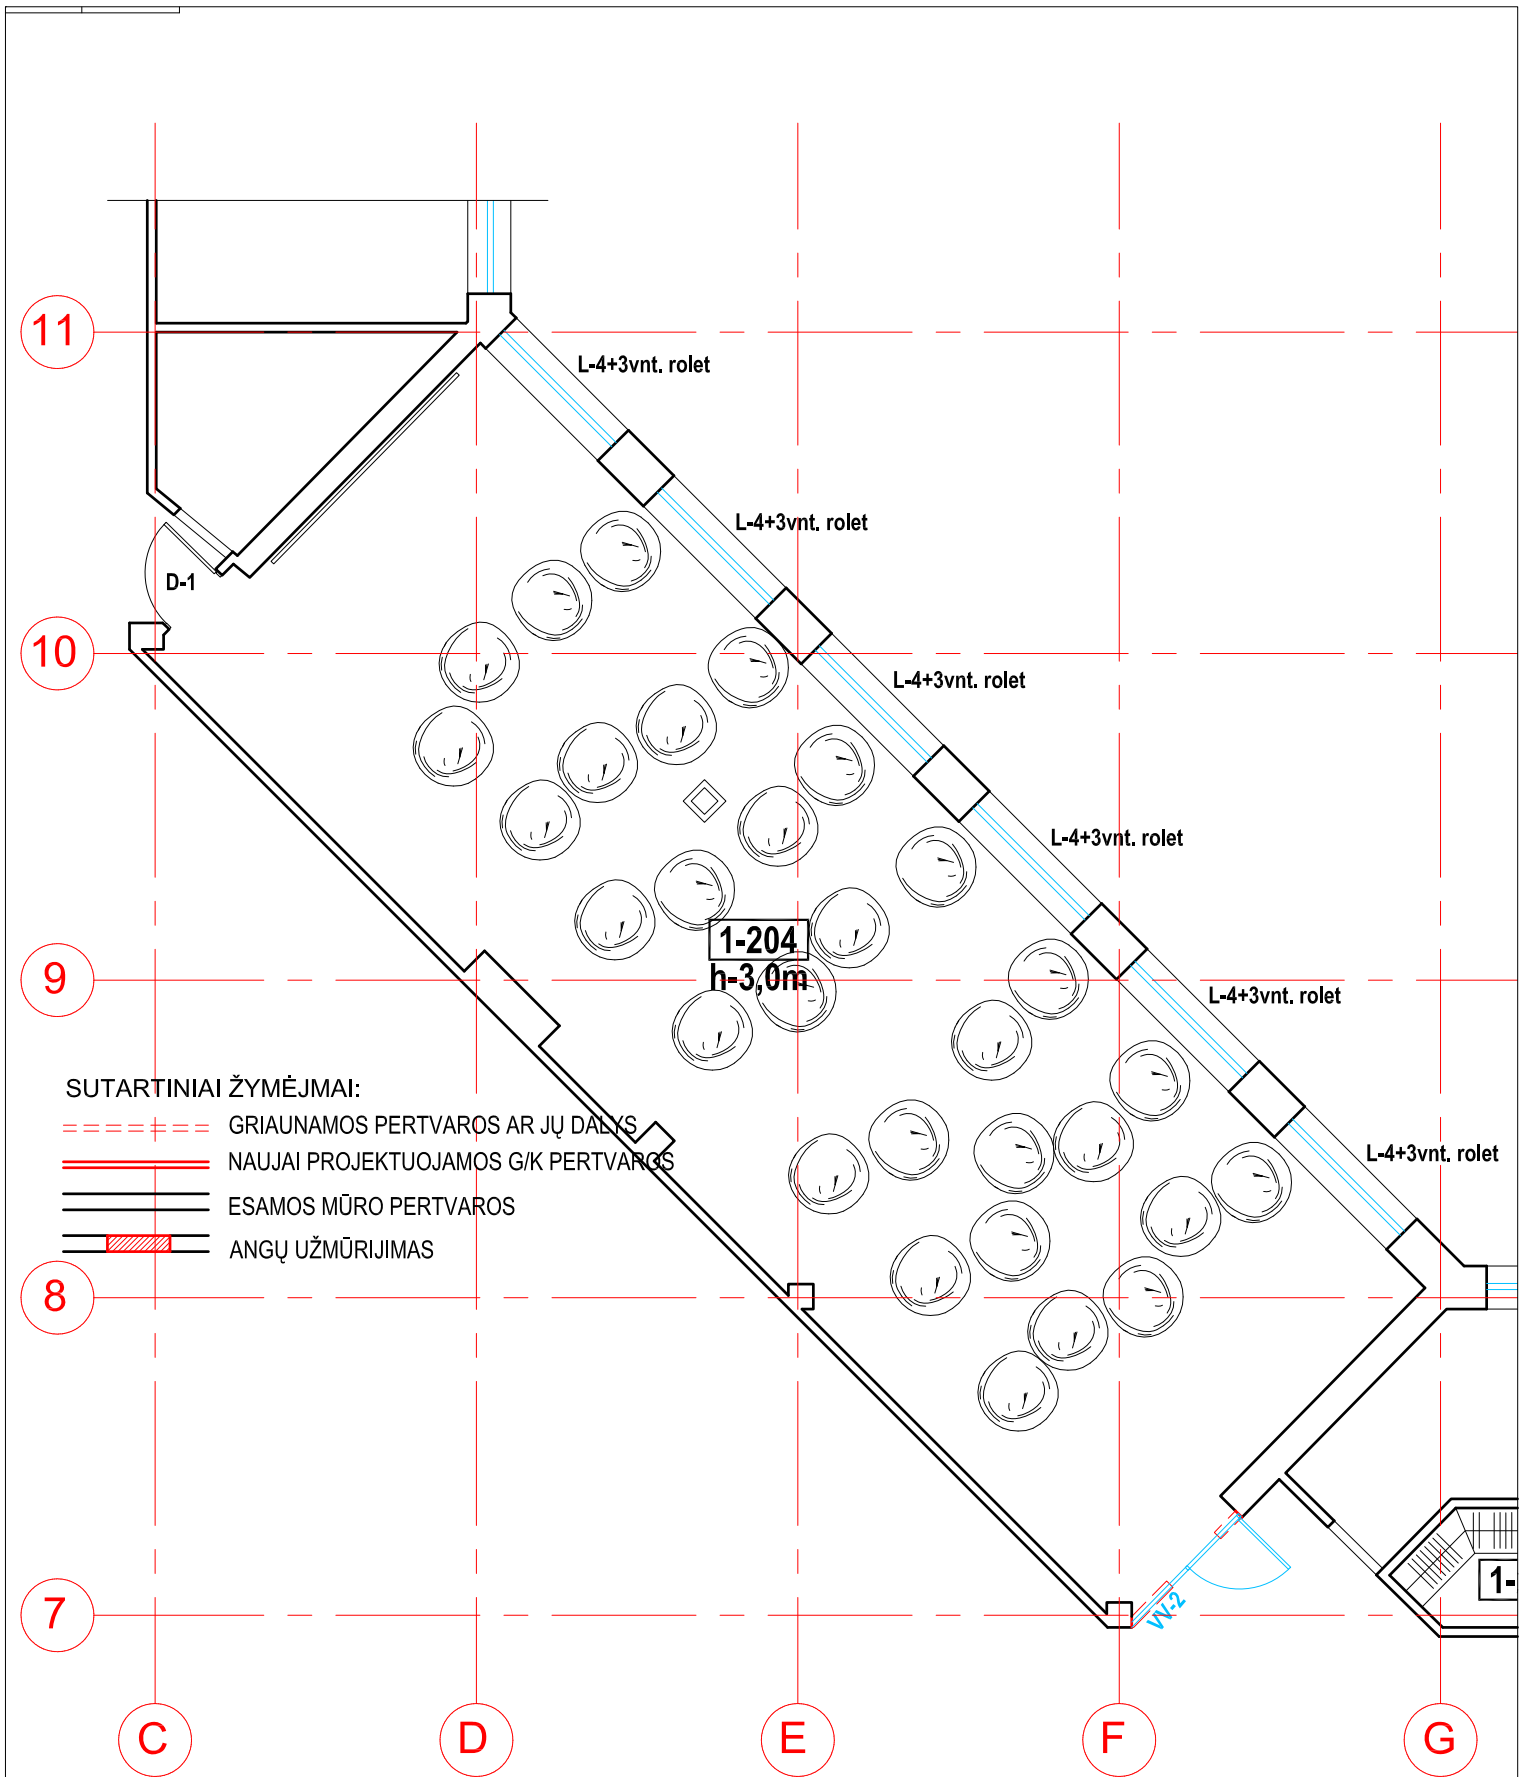 11
L-4+3vnt. rolet
L-4+3vnt. rolet
D-1
10
L-4+3vnt. rolet
L-4+3vnt. rolet
1-204
h-3,0m
9
L-4+3vnt. rolet
SUTARTINIAI ŽYMĖJMAI:
GRIAUNAMOS PERTVAROS AR JŲ DALYS
NAUJAI PROJEKTUOJAMOS G/K PERTVAROS
L-4+3vnt. rolet
ESAMOS MŪRO PERTVAROS
ANGŲ UŽMŪRIJIMAS
8
1-
7
VV-2
C
D
E
F
G